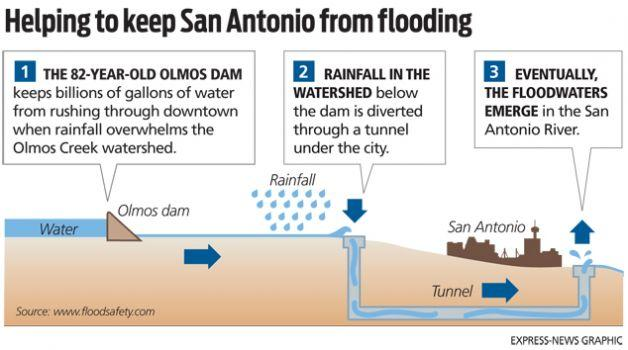 Helping to keep San Antonio from flooding
1 THE 82-YEAR-OLD OLMOS DAM
keeps billions of gallons of water
from rushing through downtown
when rainfall overwhelms the
Olmos Creek watershed.
2 RAINFALL IN THE
WATERSHED below
the dam is diverted
through a tunnel
under the city.
3 EVENTUALLY,
THE FLOODWATERS
EMERGE in the San
Antonio River.
Rainfall
Olmos dam
Water
San Antonio
Tunnel
Source: www.floodsafety.com
EXPRESS-NEWS GRAPHIC